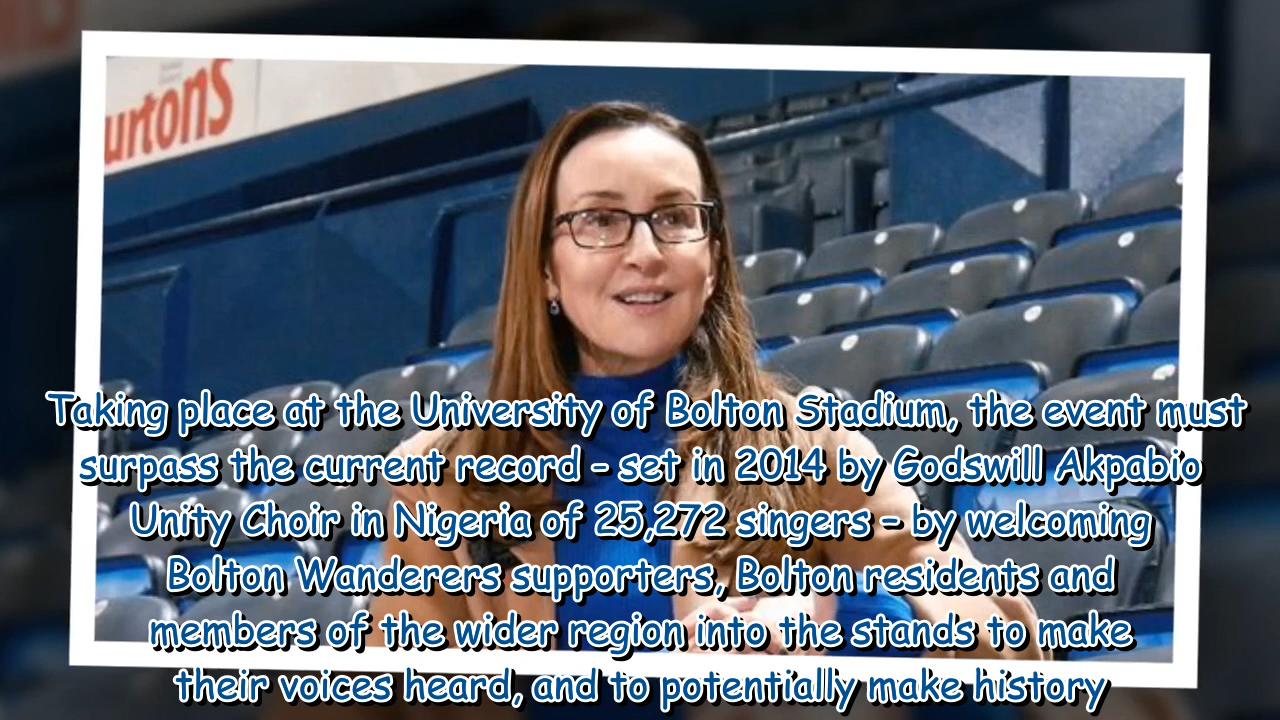 urtons
Taking place at the University of Bolton Stadium, the event must
surpass the current record – set in 2014 by Godswill Akpabio
Unity Choir in Nigeria of 25,272 singers – by welcoming
Bolton Wanderers supporters, Bolton residents and
members of the wider region into the stands to make
their voices heard, and to potentially make history